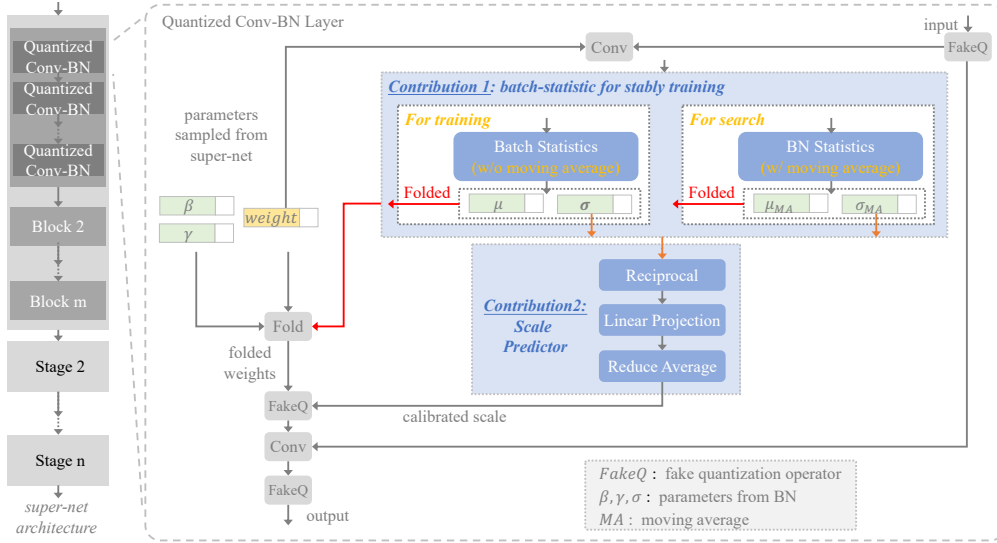 Quantized
Conv-BN
Quantized
Conv-BN
Quantized
Conv-BN
Block 2
Block m
Stage 2
Stage n
super-net
architecture
Quantized Conv-BN Layer
input
Conv
FakeQ
Contribution 1: batch-statistic for stably training
parameters
sampled from
super-net
For training
Batch Statistics
(w/o moving average)
For search
BN Statistics
(w/ moving average)
Folded
μ
σ
Folded
μ_MA
σ_MA
β
γ
weight
Contribution2:
Scale
Predictor
Reciprocal
Linear Projection
Reduce Average
Fold
folded
weights
FakeQ
calibrated scale
Conv
FakeQ
output
FakeQ : fake quantization operator
β, γ, σ : parameters from BN
MA : moving average